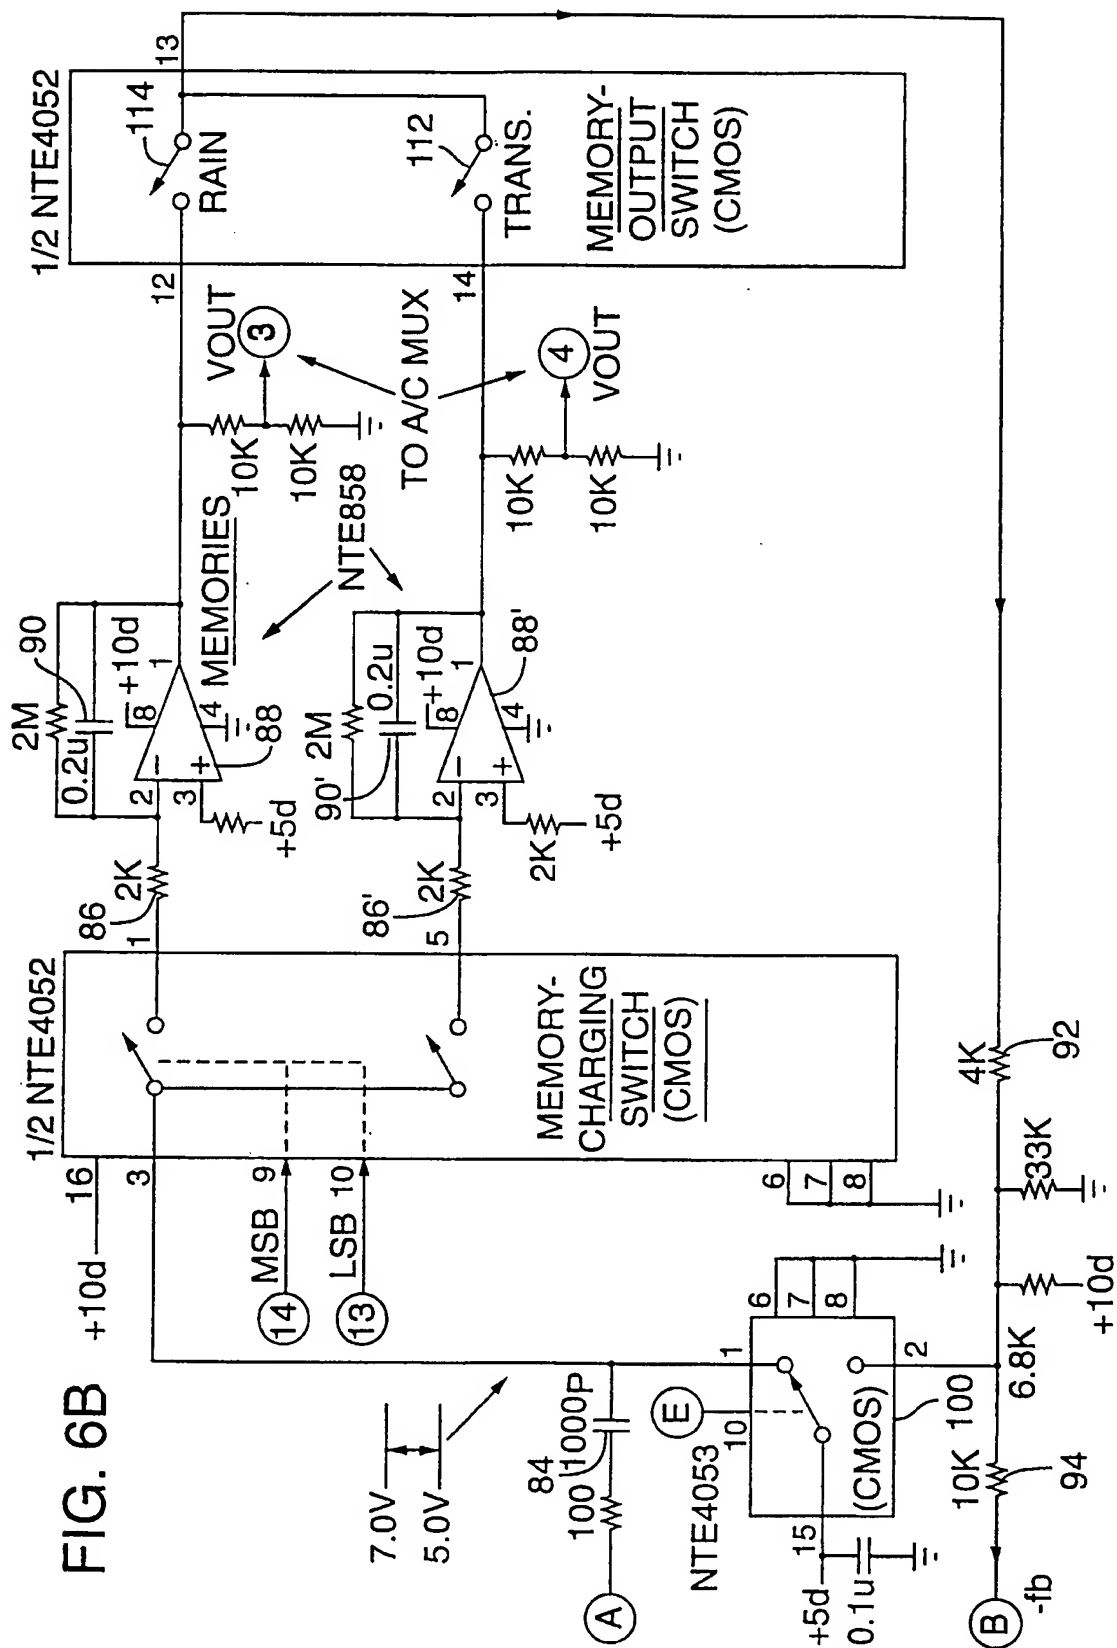 FIG. 6B
1/2 NTE4052
+10d
16
3
MSB
9
LSB
10
14
13
6
7
8
MEMORY-
CHARGING
SWITCH
(CMOS)
1
5
86
2K
86'
2K
2M
90
0.2u
2
3
8
+10d
1
4
88
+5d
MEMORIES
NTE858
90'
2M
0.2u
2
3
8
+10d
1
4
88'
2K
+5d
10K
10K
VOUT
3
TO A/C MUX
10K
10K
4
VOUT
1/2 NTE4052
12
14
114
RAIN
112
TRANS.
13
MEMORY-
OUTPUT
SWITCH
(CMOS)
7.0V
5.0V
A
100
84
1000P
E
NTE4053
10
1
2
15
6
7
8
(CMOS)
100
+5d
0.1u
B
-fb
10K
94
6.8K
+10d
33K
4K
92